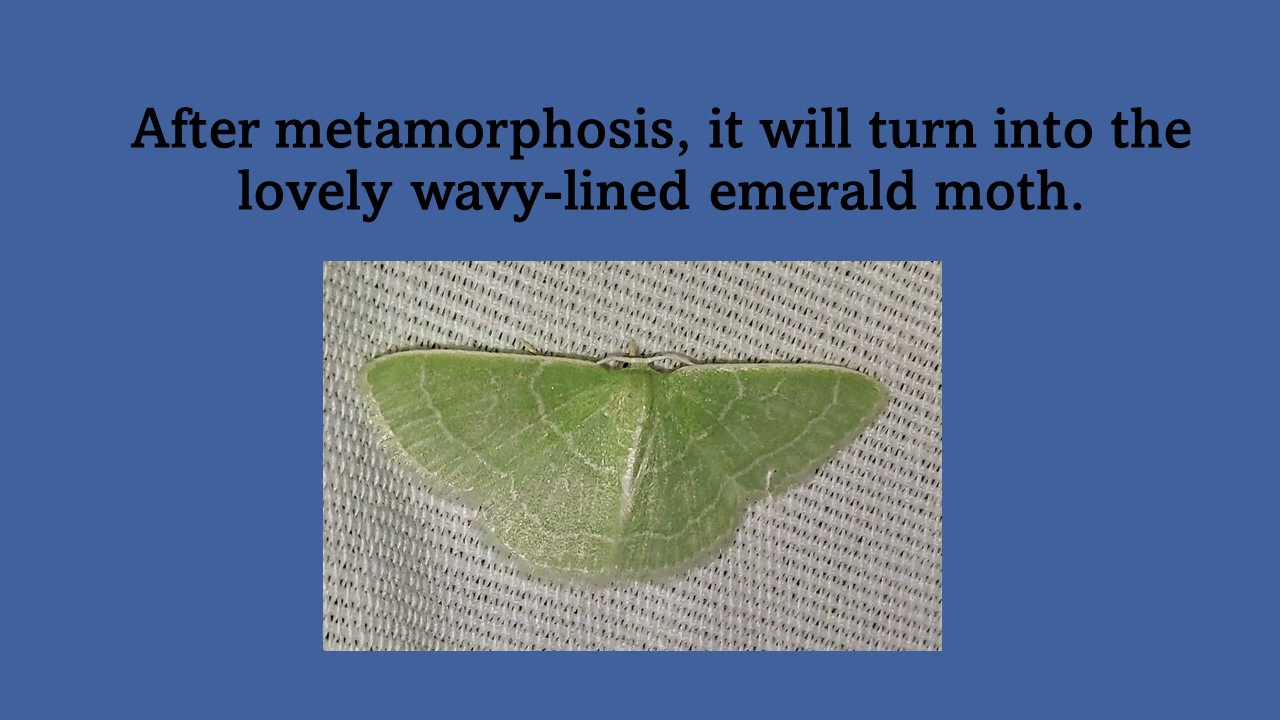 After metamorphosis, it will turn into the
lovely wavy-lined emerald moth.